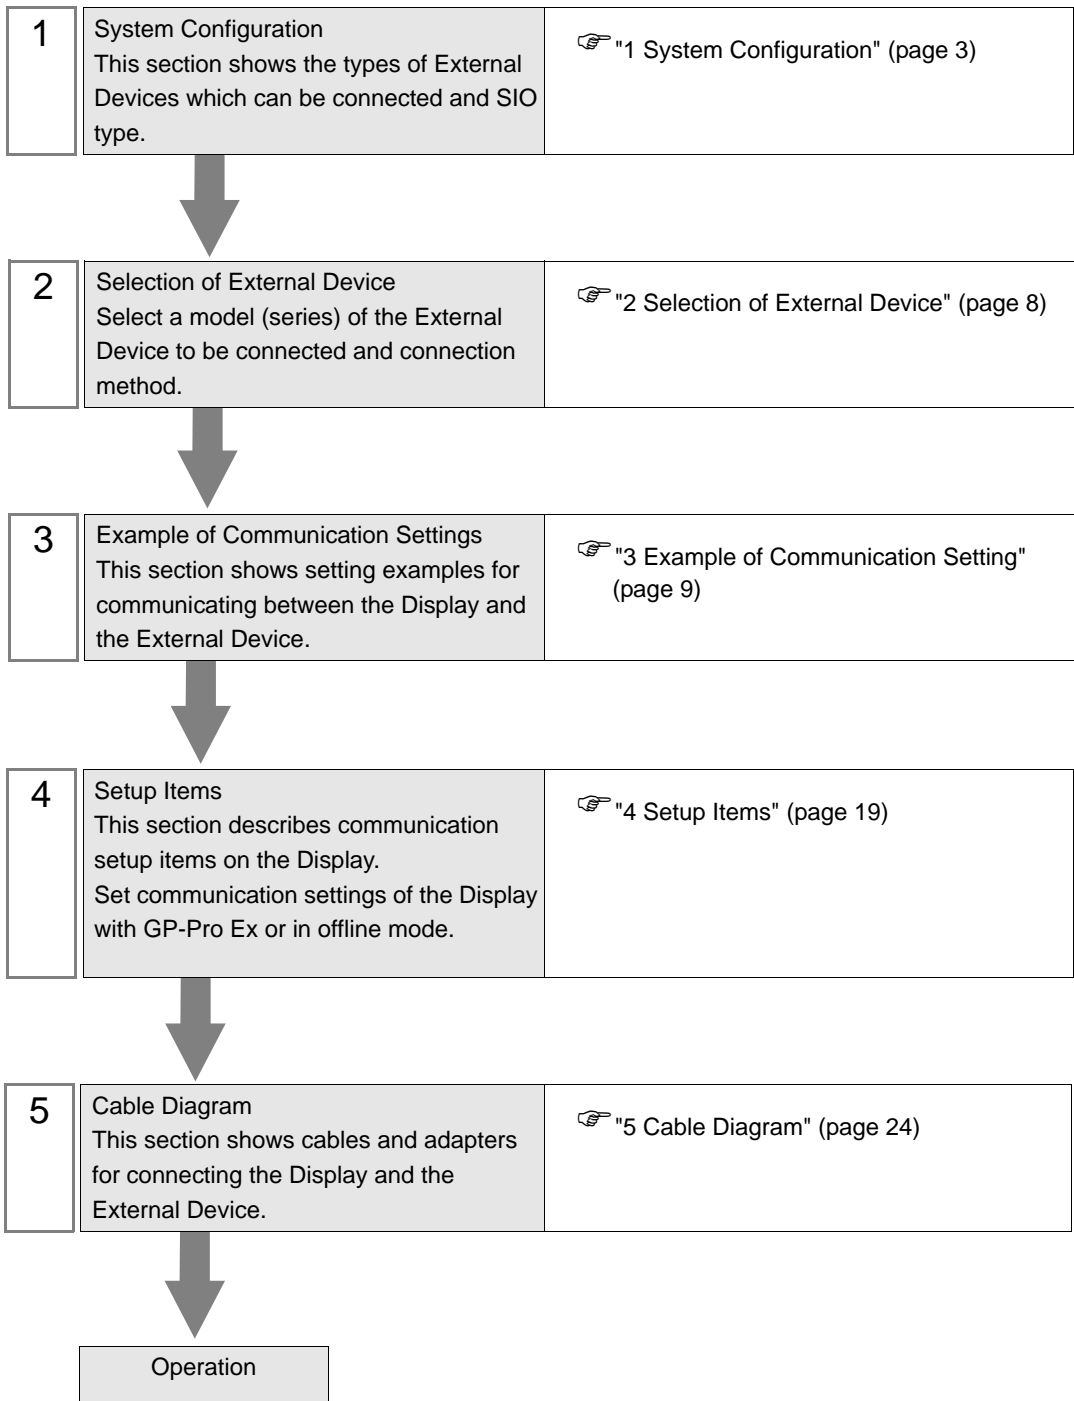 1
System Configuration
This section shows the types of External
Devices which can be connected and SIO
type.
"1 System Configuration" (page 3)
2
Selection of External Device
Select a model (series) of the External
Device to be connected and connection
method.
"2 Selection of External Device" (page 8)
3
Example of Communication Settings
This section shows setting examples for
communicating between the Display and
the External Device.
"3 Example of Communication Setting"
(page 9)
4
Setup Items
This section describes communication
setup items on the Display.
Set communication settings of the Display
with GP-Pro Ex or in offline mode.
"4 Setup Items" (page 19)
5
Cable Diagram
This section shows cables and adapters
for connecting the Display and the
External Device.
"5 Cable Diagram" (page 24)
Operation